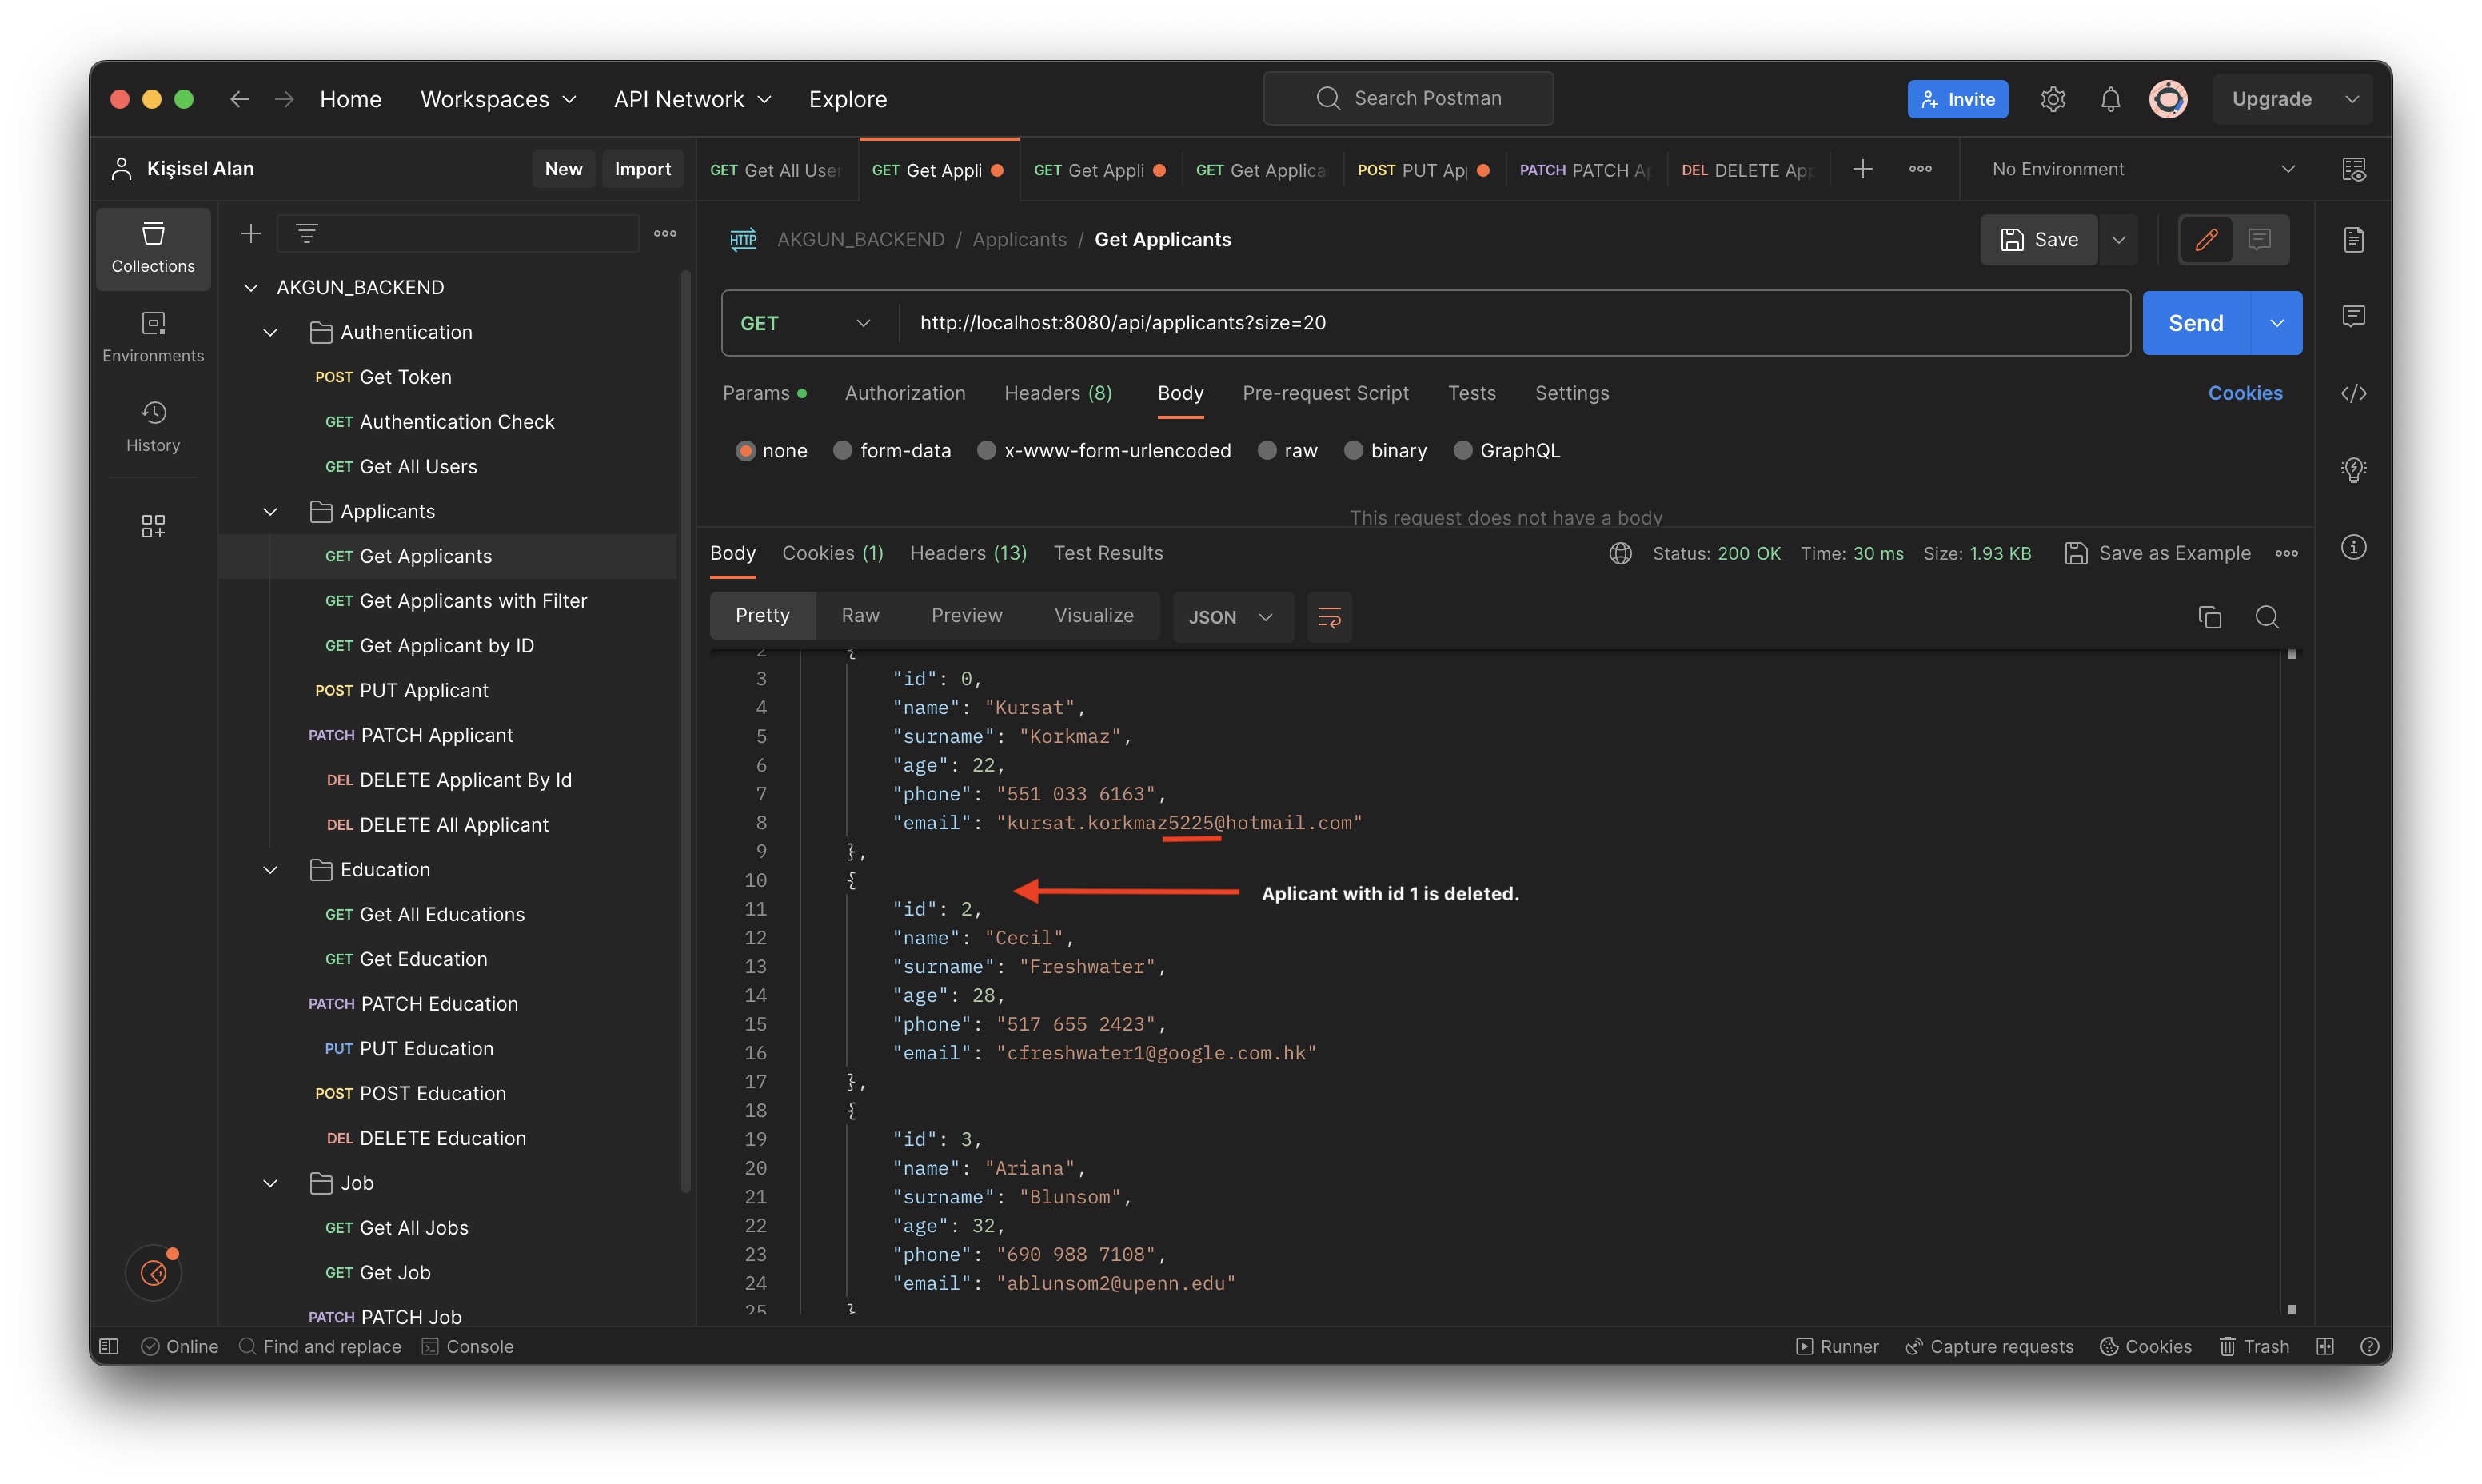 Home Workspaces API Network Explore Search Postman Invite Upgrade
Kişisel Alan New Import
GET Get All User GET Get Appli GET Get Appli GET Get Applica POST PUT Ap PATCH PATCH Ap DEL DELETE App No Environment
Collections
Environments
History
AKGUN_BACKEND
Authentication
POST Get Token
GET Authentication Check
GET Get All Users
Applicants
GET Get Applicants
GET Get Applicants with Filter
GET Get Applicant by ID
POST PUT Applicant
PATCH PATCH Applicant
DEL DELETE Applicant By Id
DEL DELETE All Applicant
Education
GET Get All Educations
GET Get Education
PATCH PATCH Education
PUT PUT Education
POST POST Education
DEL DELETE Education
Job
GET Get All Jobs
GET Get Job
PATCH PATCH Job
HTTP AKGUN_BACKEND / Applicants / Get Applicants Save
GET http://localhost:8080/api/applicants?size=20 Send
Params Authorization Headers (8) Body Pre-request Script Tests Settings Cookies
none form-data x-www-form-urlencoded raw binary GraphQL
This request does not have a body
Body Cookies (1) Headers (13) Test Results Status: 200 OK Time: 30 ms Size: 1.93 KB Save as Example
Pretty Raw Preview Visualize JSON
2 {
3 "id": 0,
4 "name": "Kursat",
5 "surname": "Korkmaz",
6 "age": 22,
7 "phone": "551 033 6163",
8 "email": "kursat.korkmaz5225@hotmail.com"
9 },
10 {
Aplicant with id 1 is deleted.
11 "id": 2,
12 "name": "Cecil",
13 "surname": "Freshwater",
14 "age": 28,
15 "phone": "517 655 2423",
16 "email": "cfreshwater1@google.com.hk"
17 },
18 {
19 "id": 3,
20 "name": "Ariana",
21 "surname": "Blunsom",
22 "age": 32,
23 "phone": "690 988 7108",
24 "email": "ablunsom2@upenn.edu"
25 }
Online Find and replace Console Runner Capture requests Cookies Trash